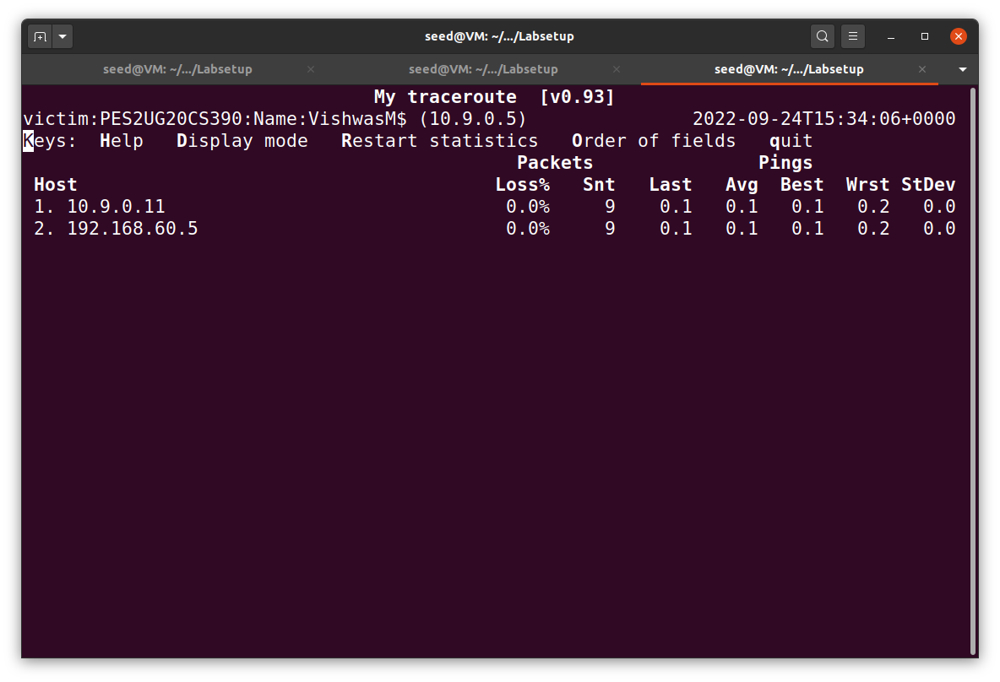 seed@VM: ~/.../Labsetup
seed@VM: ~/.../Labsetup seed@VM: ~/.../Labsetup seed@VM: ~/.../Labsetup
My traceroute [v0.93]
victim:PES2UG20CS390:Name:VishwasM$ (10.9.0.5) 2022-09-24T15:34:06+0000
Keys: Help Display mode Restart statistics Order of fields quit
Packets Pings
Host Loss% Snt Last Avg Best Wrst StDev
1. 10.9.0.11 0.0% 9 0.1 0.1 0.1 0.2 0.0
2. 192.168.60.5 0.0% 9 0.1 0.1 0.1 0.2 0.0